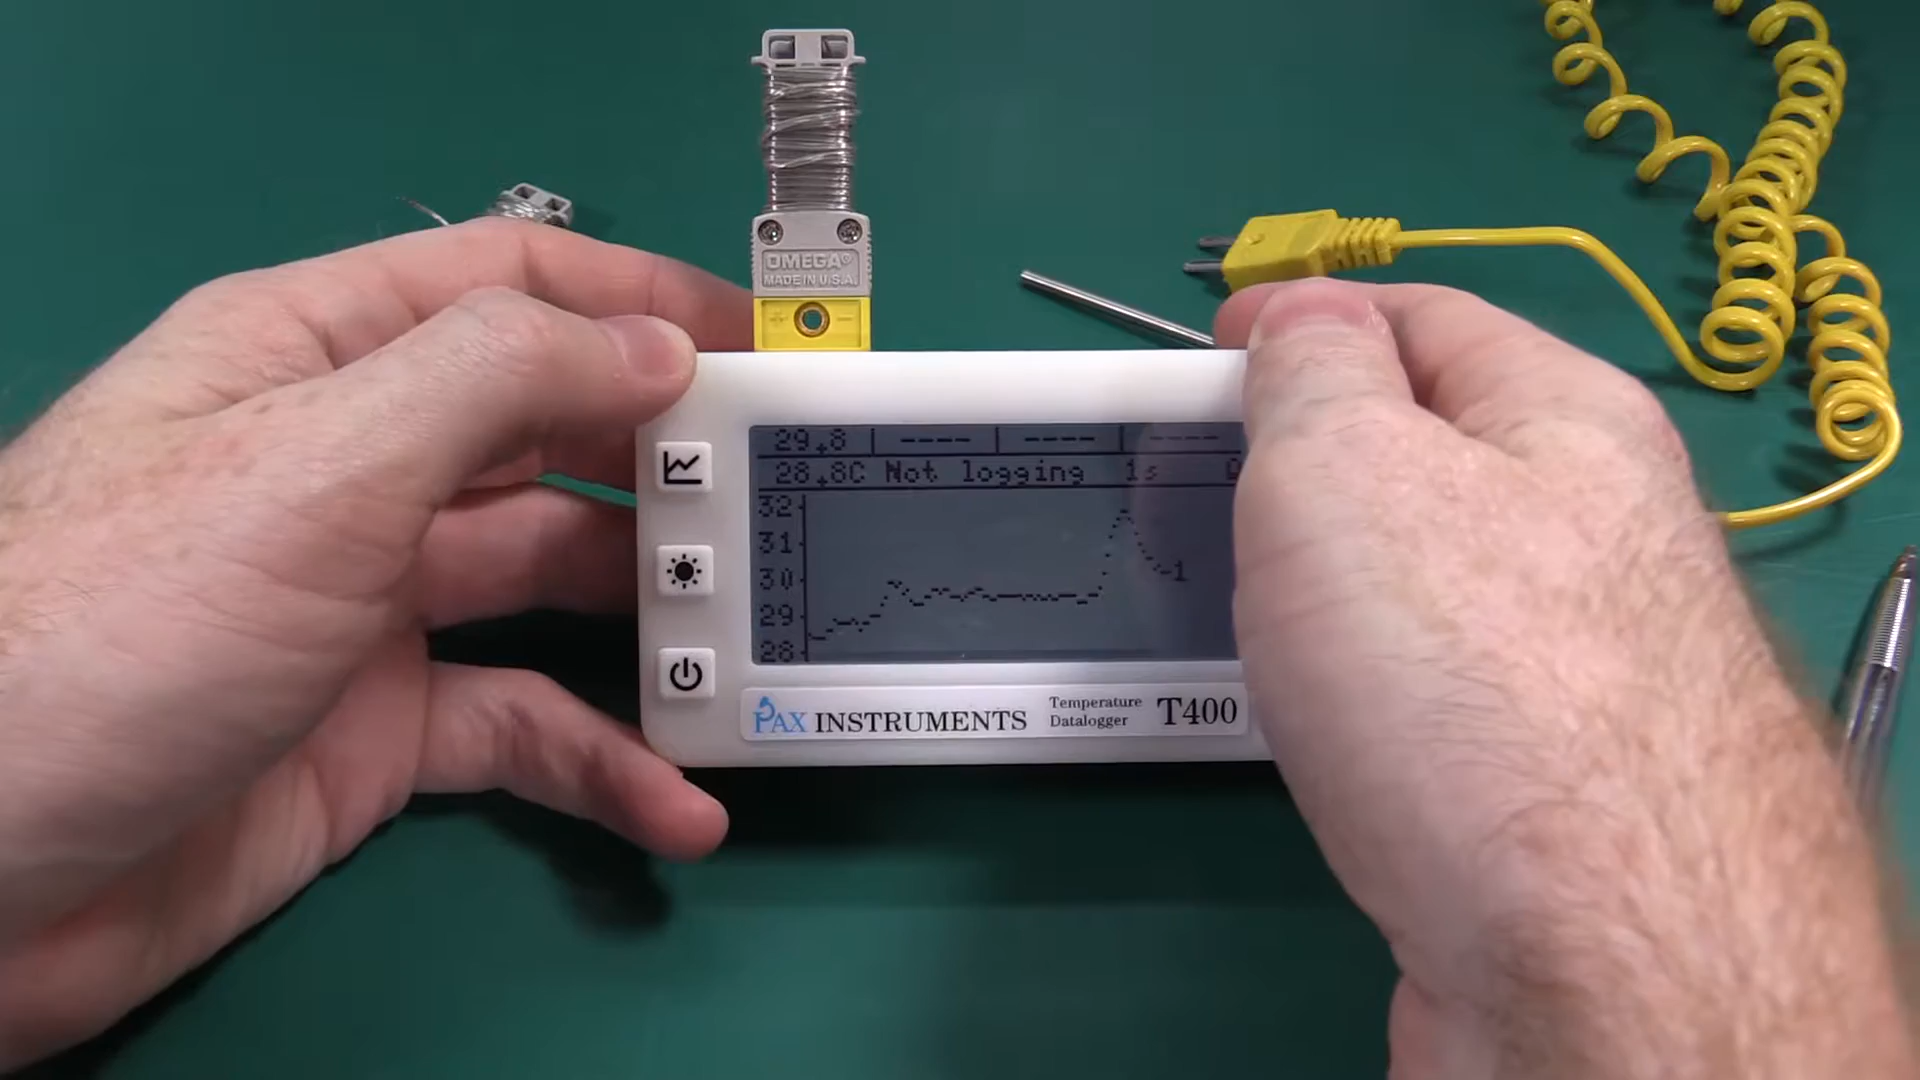 OMEGA®
MADE IN U.S.A.
+ -
29.8 ---- ---- ----
28.8C Not logging 1s
32
31
30
29
28
1
PAX INSTRUMENTS
Temperature
Datalogger
T400